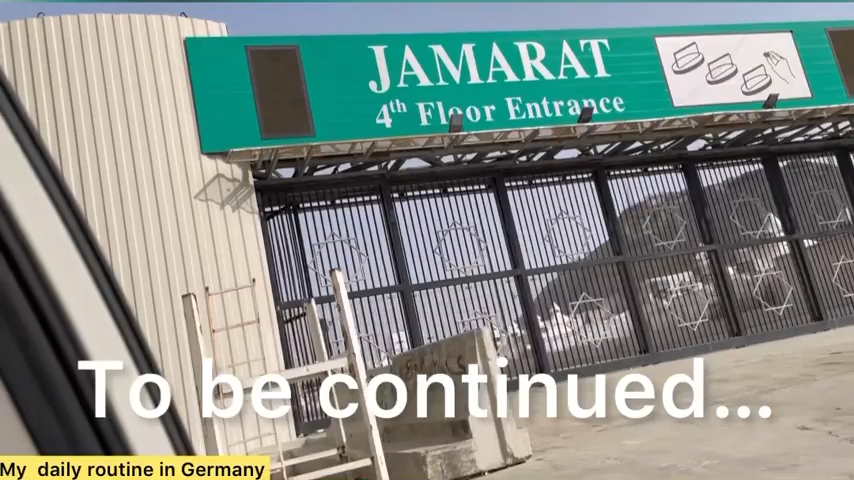 JAMARAT
4th Floor Entrance
To be continued...
My daily routine in Germany